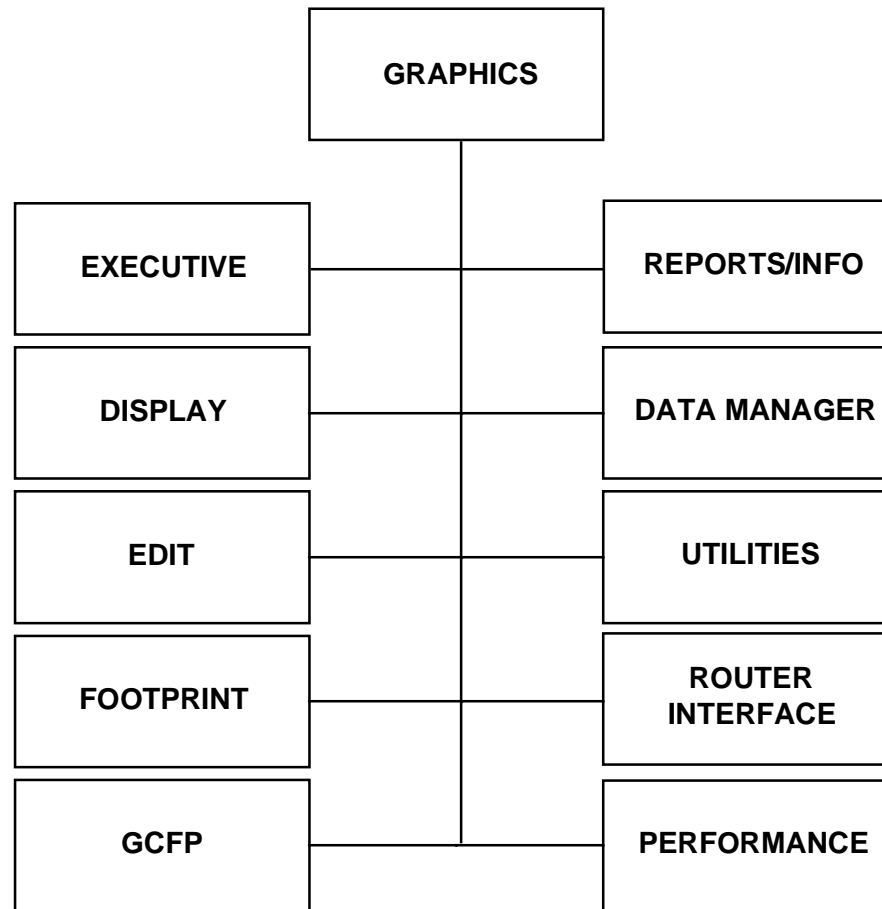 GRAPHICS
EXECUTIVE
REPORTS/INFO
DISPLAY
DATA MANAGER
EDIT
UTILITIES
FOOTPRINT
ROUTER
INTERFACE
GCFP
PERFORMANCE